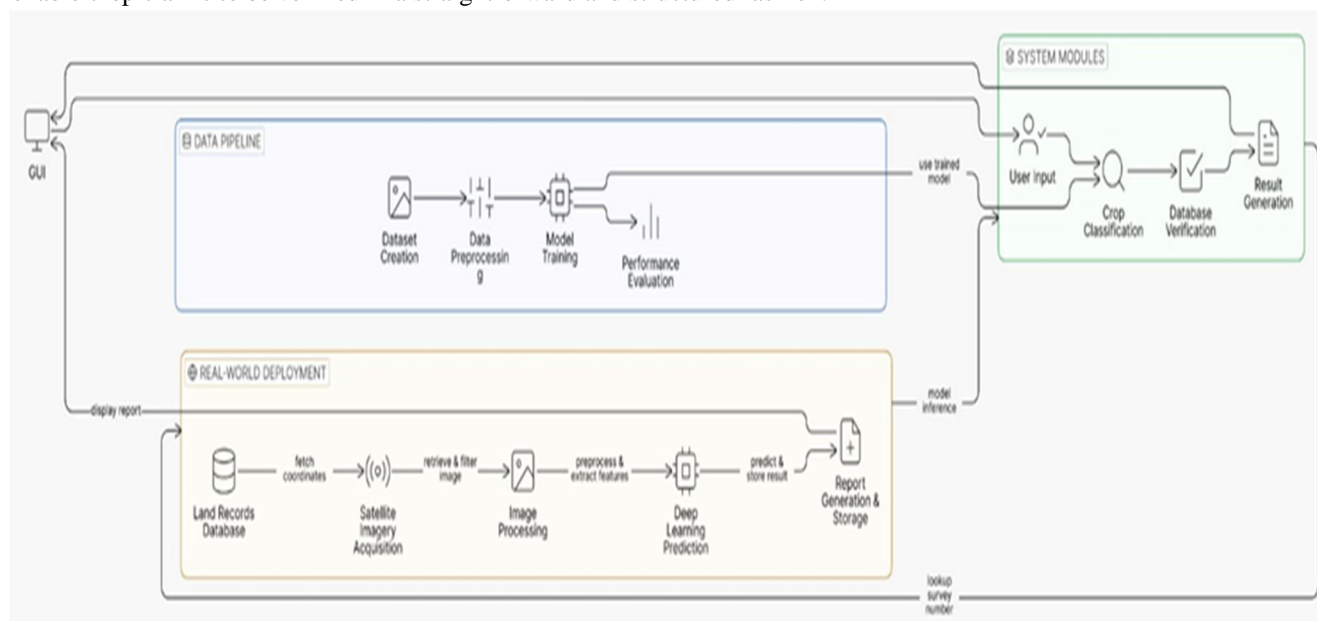 SYSTEM MODULES
GUI
DATA PIPELINE
Dataset
Creation
Data
Preprocessin
g
Model
Training
Performance
Evaluation
use trained
model
User Input
Crop
Classification
Database
Verification
Result
Generation
REAL-WORLD DEPLOYMENT
display report
model
inference
Land Records
Database
fetch
coordinates
Satellite
Imagery
Acquisition
retrieve & filter
image
Image
Processing
preprocess &
extract features
Deep
Learning
Prediction
predict &
store result
Report
Generation &
Storage
lookup
survey
number